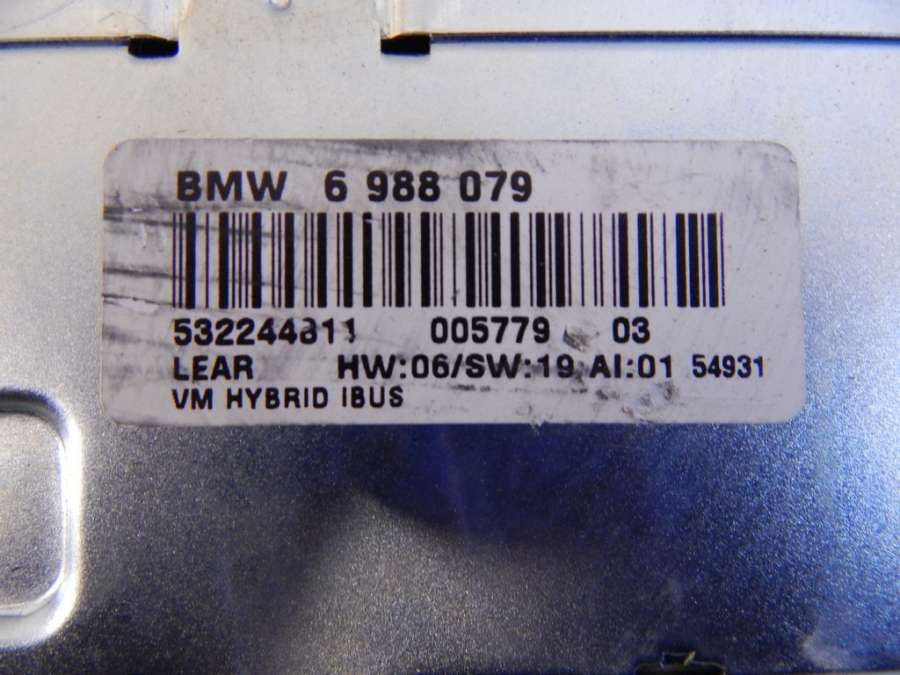 BMW 6 988 079
532244811 005779 03
LEAR HW:06/SW:19 AI:01 54931
VM HYBRID IBUS